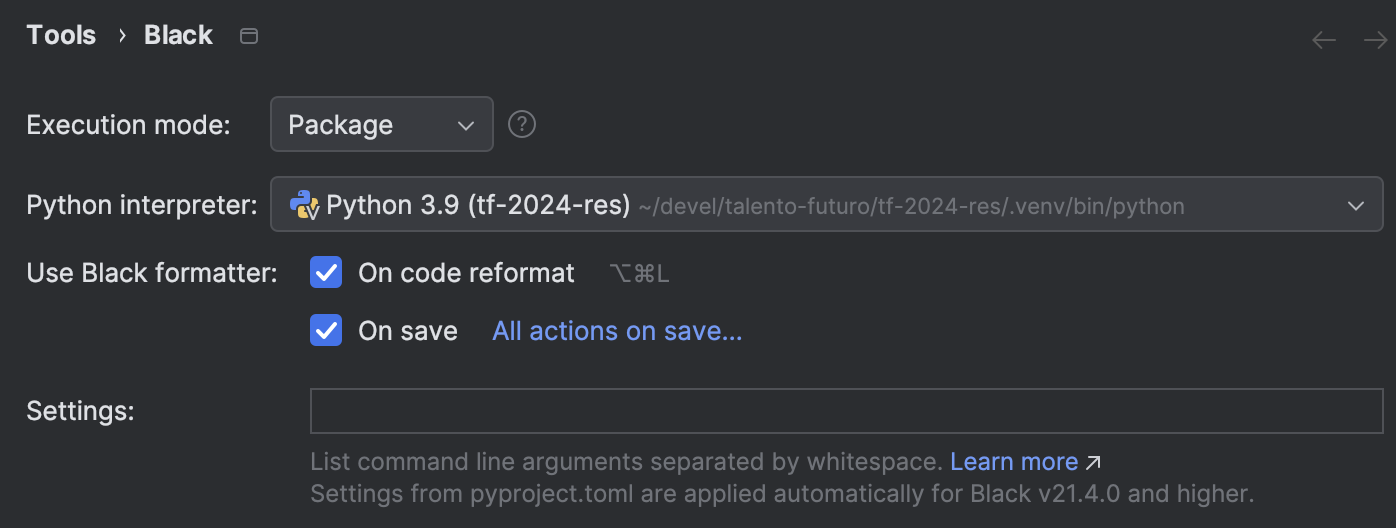 Tools › Black
Execution mode: Package ?
Python interpreter: Python 3.9 (tf-2024-res) ~/devel/talento-futuro/tf-2024-res/.venv/bin/python
Use Black formatter: On code reformat ⌥⌘L
On save All actions on save...
Settings:
List command line arguments separated by whitespace. Learn more ↗
Settings from pyproject.toml are applied automatically for Black v21.4.0 and higher.